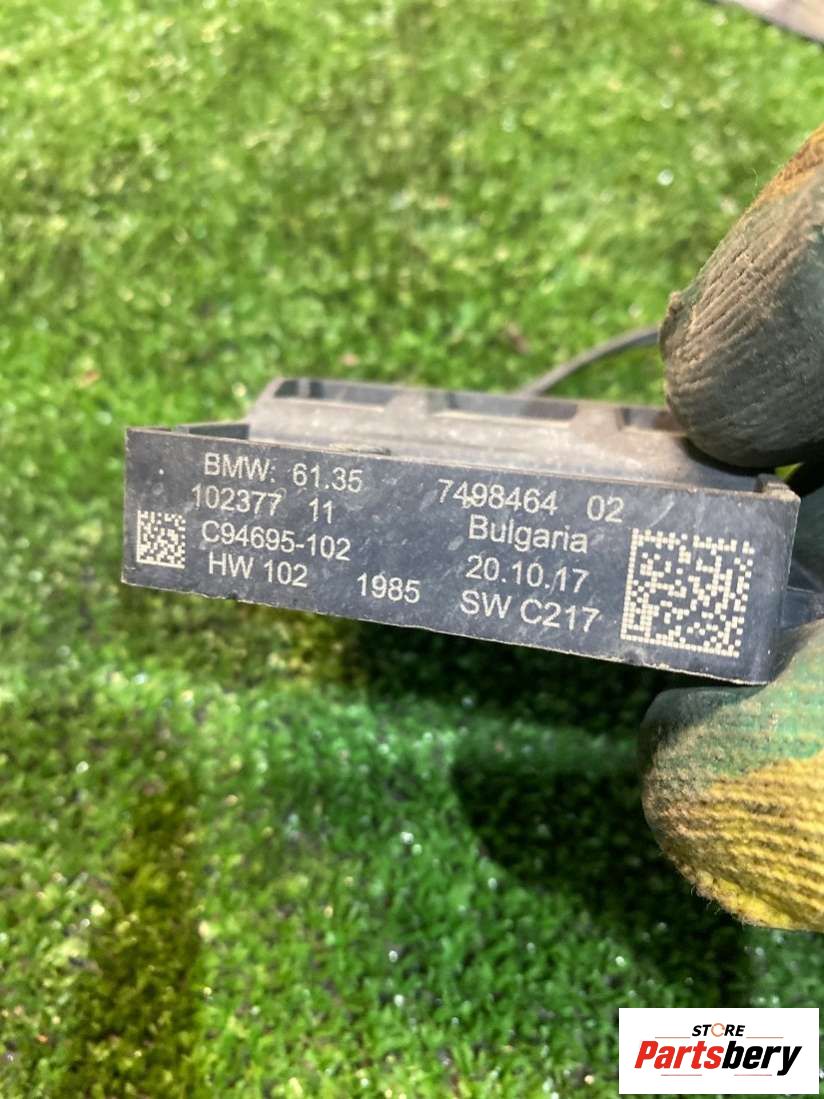 BMW: 61.35 7498464 02
102377 11 Bulgaria
C94695-102 20.10.17
HW 102 1985 SW C217
STORE
Partsbery